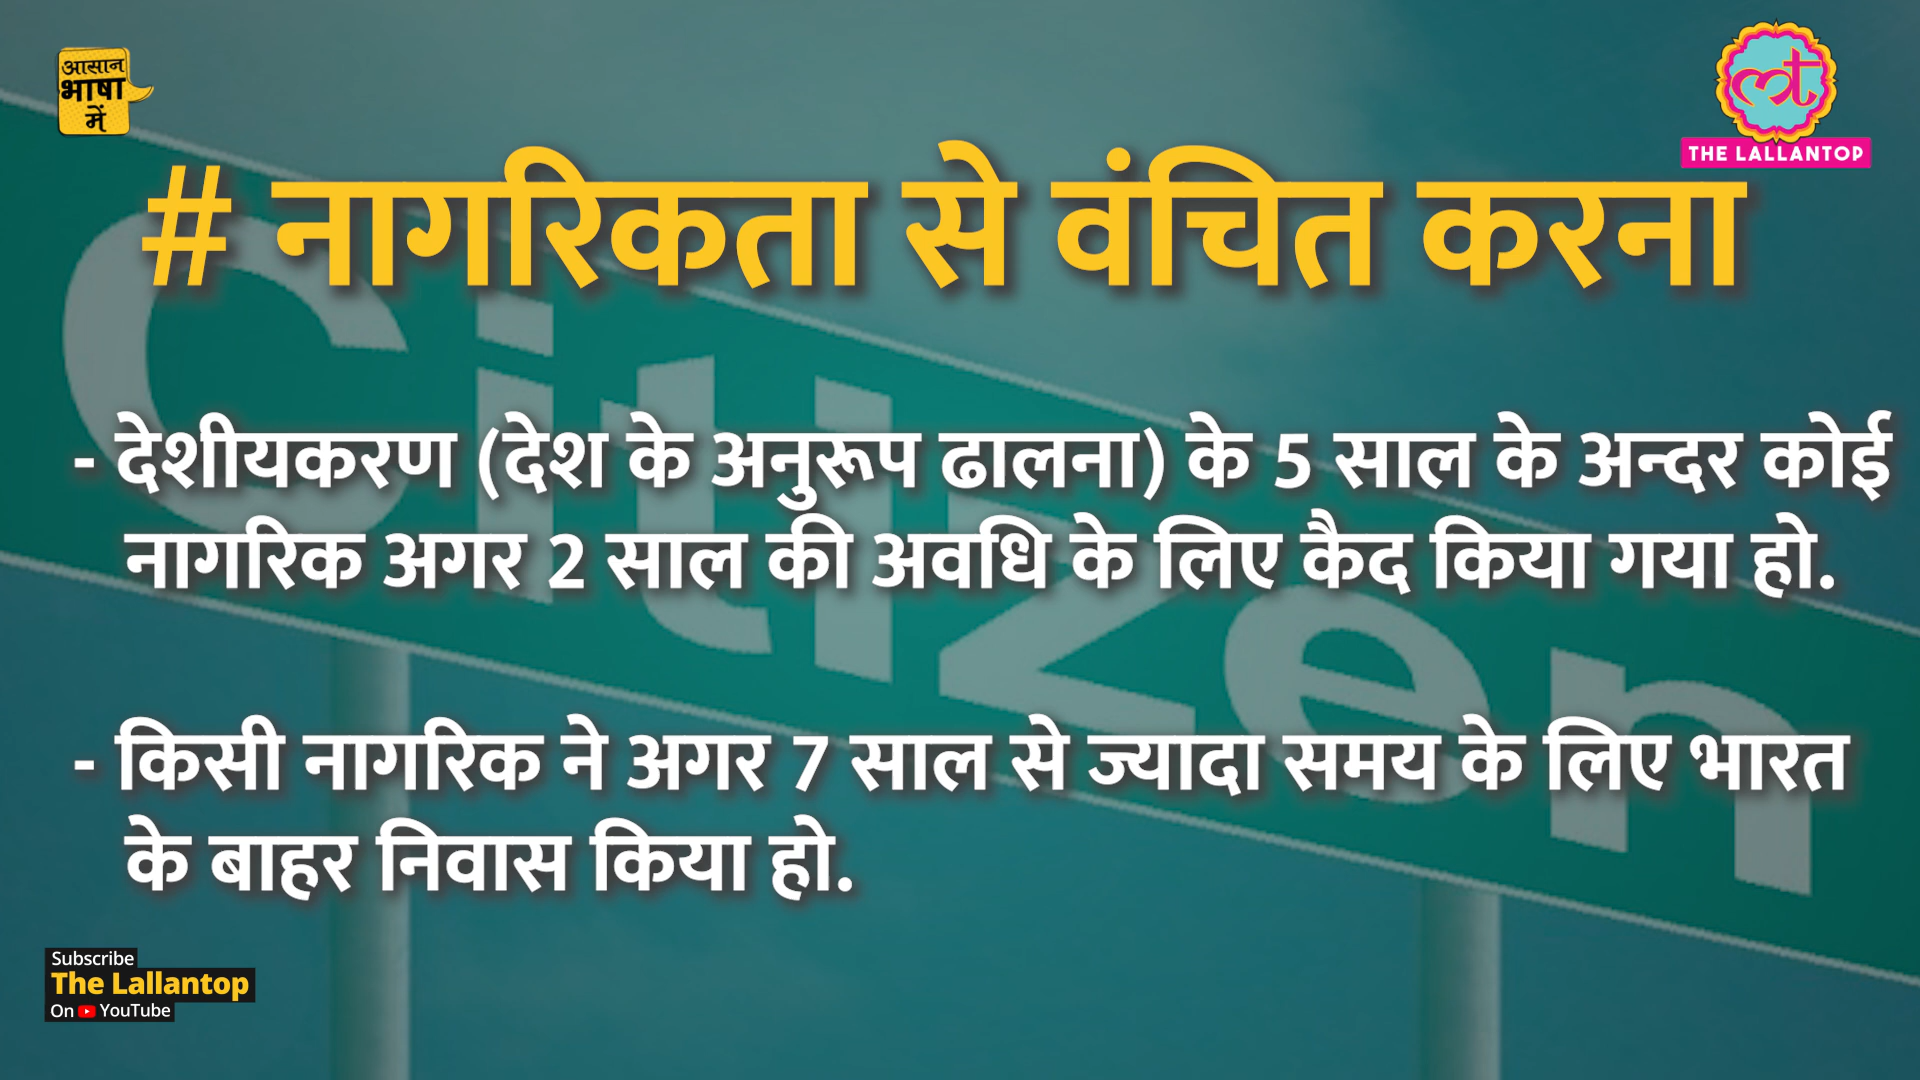 आसान
भाषा
में
THE LALLANTOP
# नागरिकता से वंचित करना
Citizen
- देशीयकरण (देश के अनुरूप ढालना) के 5 साल के अन्दर कोई
नागरिक अगर 2 साल की अवधि के लिए कैद किया गया हो.
- किसी नागरिक ने अगर 7 साल से ज्यादा समय के लिए भारत
के बाहर निवास किया हो.
Subscribe
The Lallantop
On YouTube